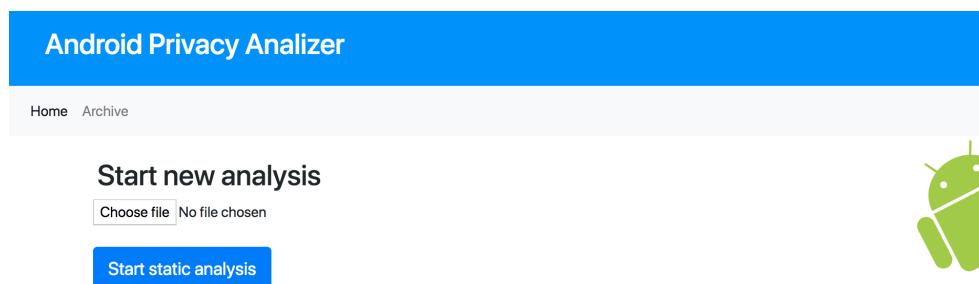 Android Privacy Analizer
Home Archive
Start new analysis
Choose file No file chosen
Start static analysis